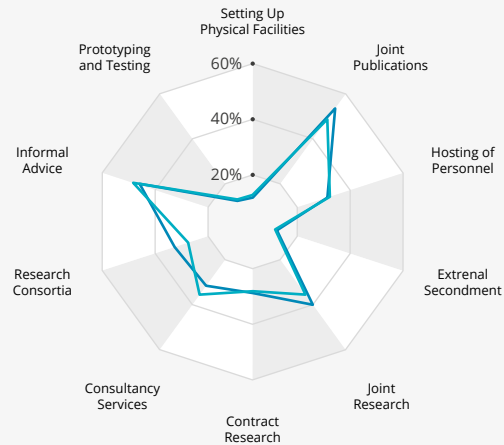 Setting Up
Physical Facilities
Prototyping
and Testing
Joint
Publications
60%
40%
20%
Informal
Advice
Hosting of
Personnel
Research
Consortia
Extrenal
Secondment
Consultancy
Services
Joint
Research
Contract
Research